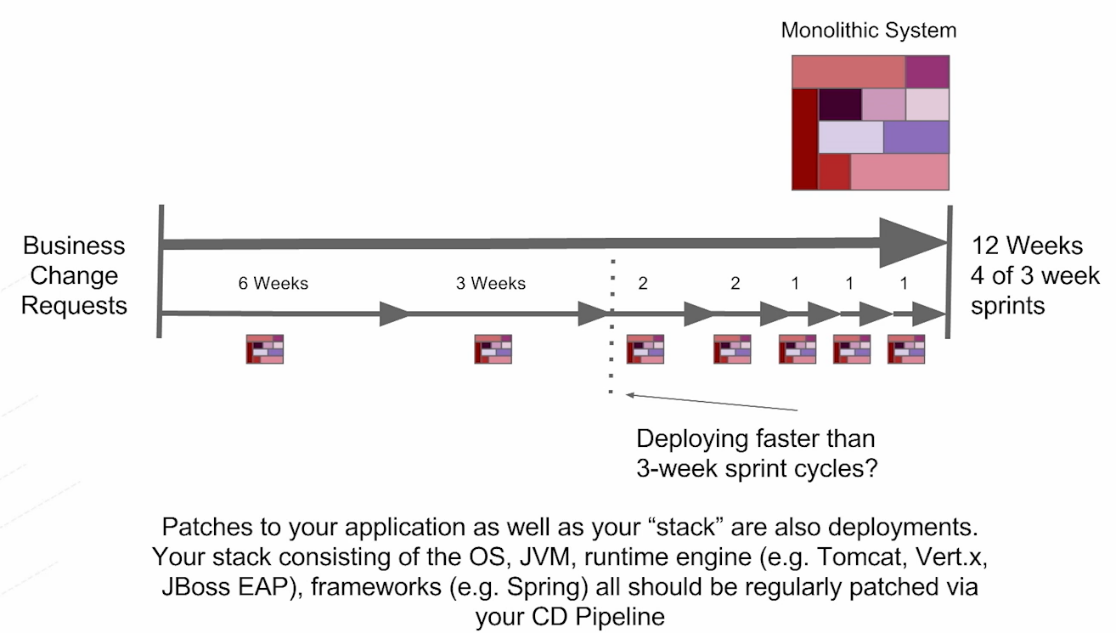 Monolithic System
Business
Change
Requests
12 Weeks
4 of 3 week
sprints
6 Weeks
3 Weeks
2
2
1
1
1
Deploying faster than
3-week sprint cycles?
Patches to your application as well as your “stack” are also deployments.
Your stack consisting of the OS, JVM, runtime engine (e.g. Tomcat, Vert.x,
JBoss EAP), frameworks (e.g. Spring) all should be regularly patched via
your CD Pipeline